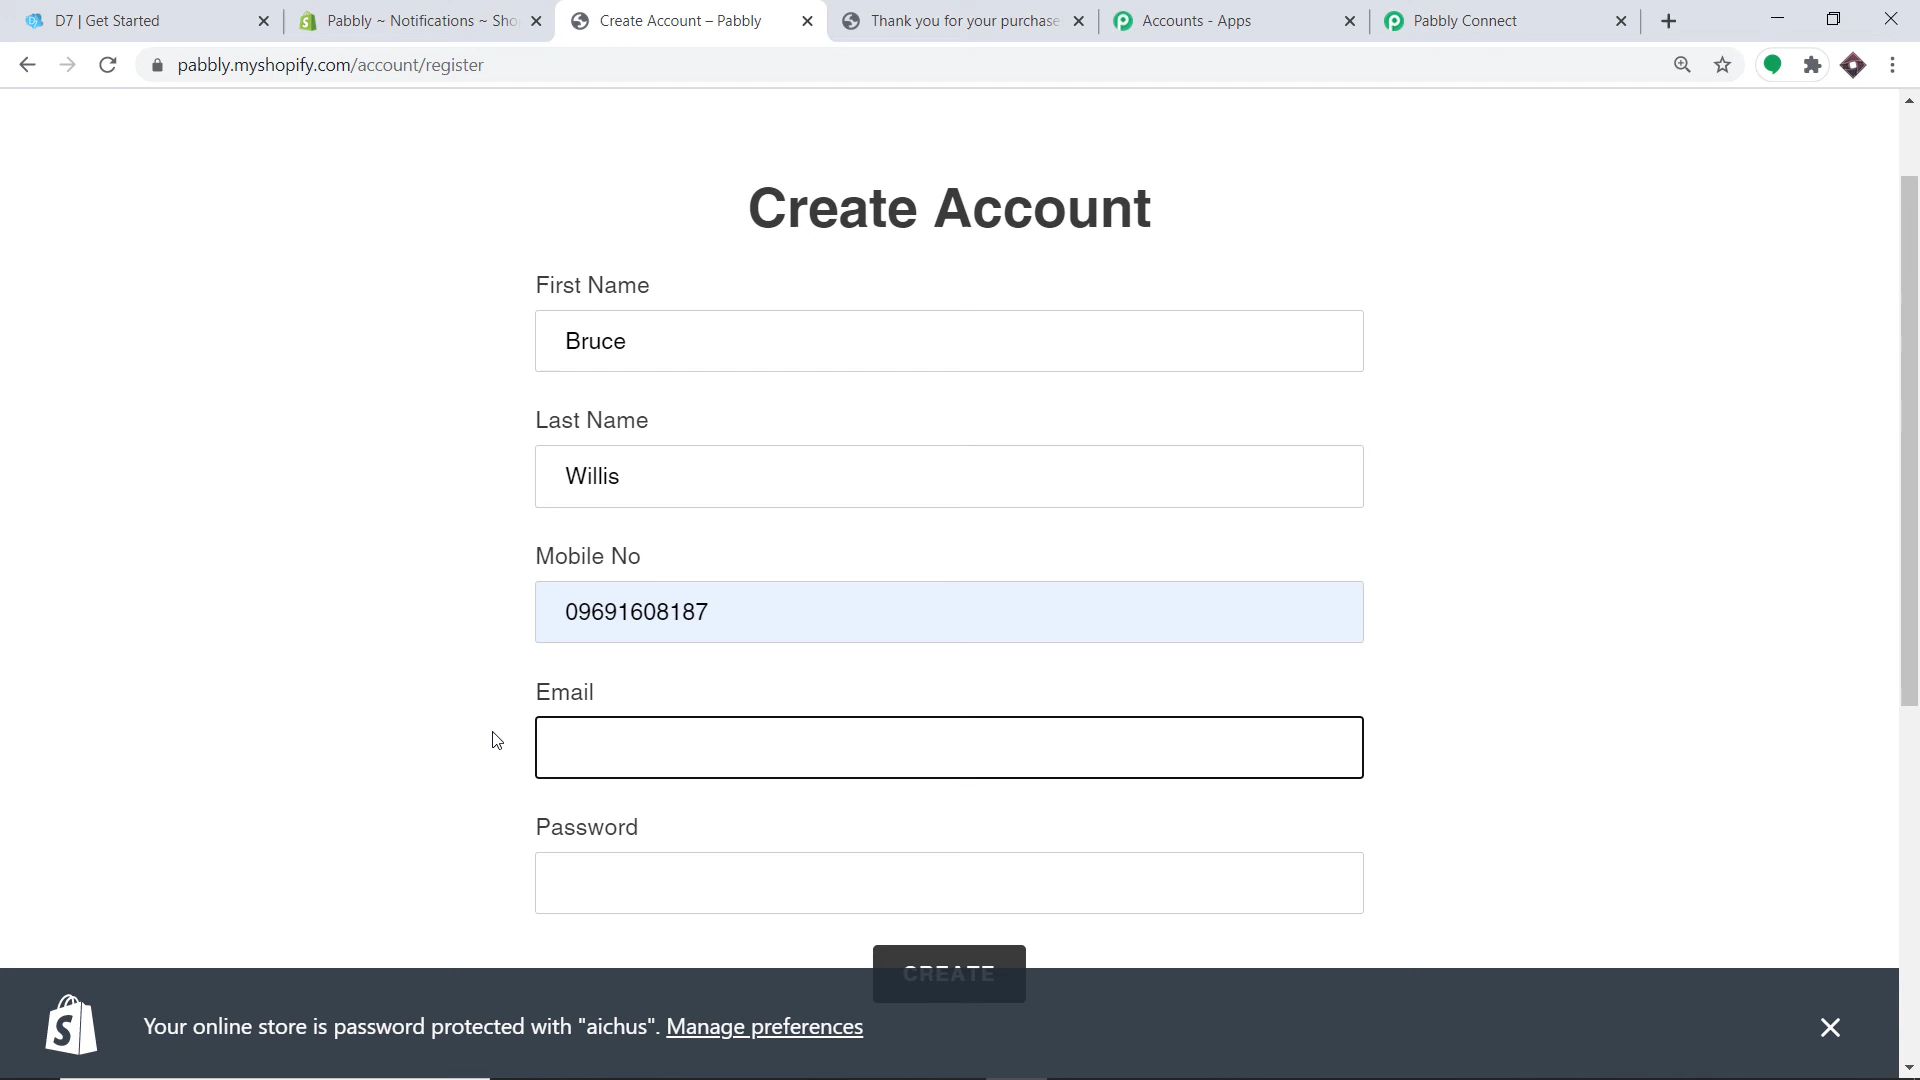 D7 | Get Started
Pabbly ~ Notifications ~ Sho
Create Account – Pabbly
Thank you for your purchase
Accounts - Apps
Pabbly Connect
pabbly.myshopify.com/account/register
Create Account
First Name
Bruce
Last Name
Willis
Mobile No
09691608187
Email
Password
CREATE
Your online store is password protected with "aichus". Manage preferences